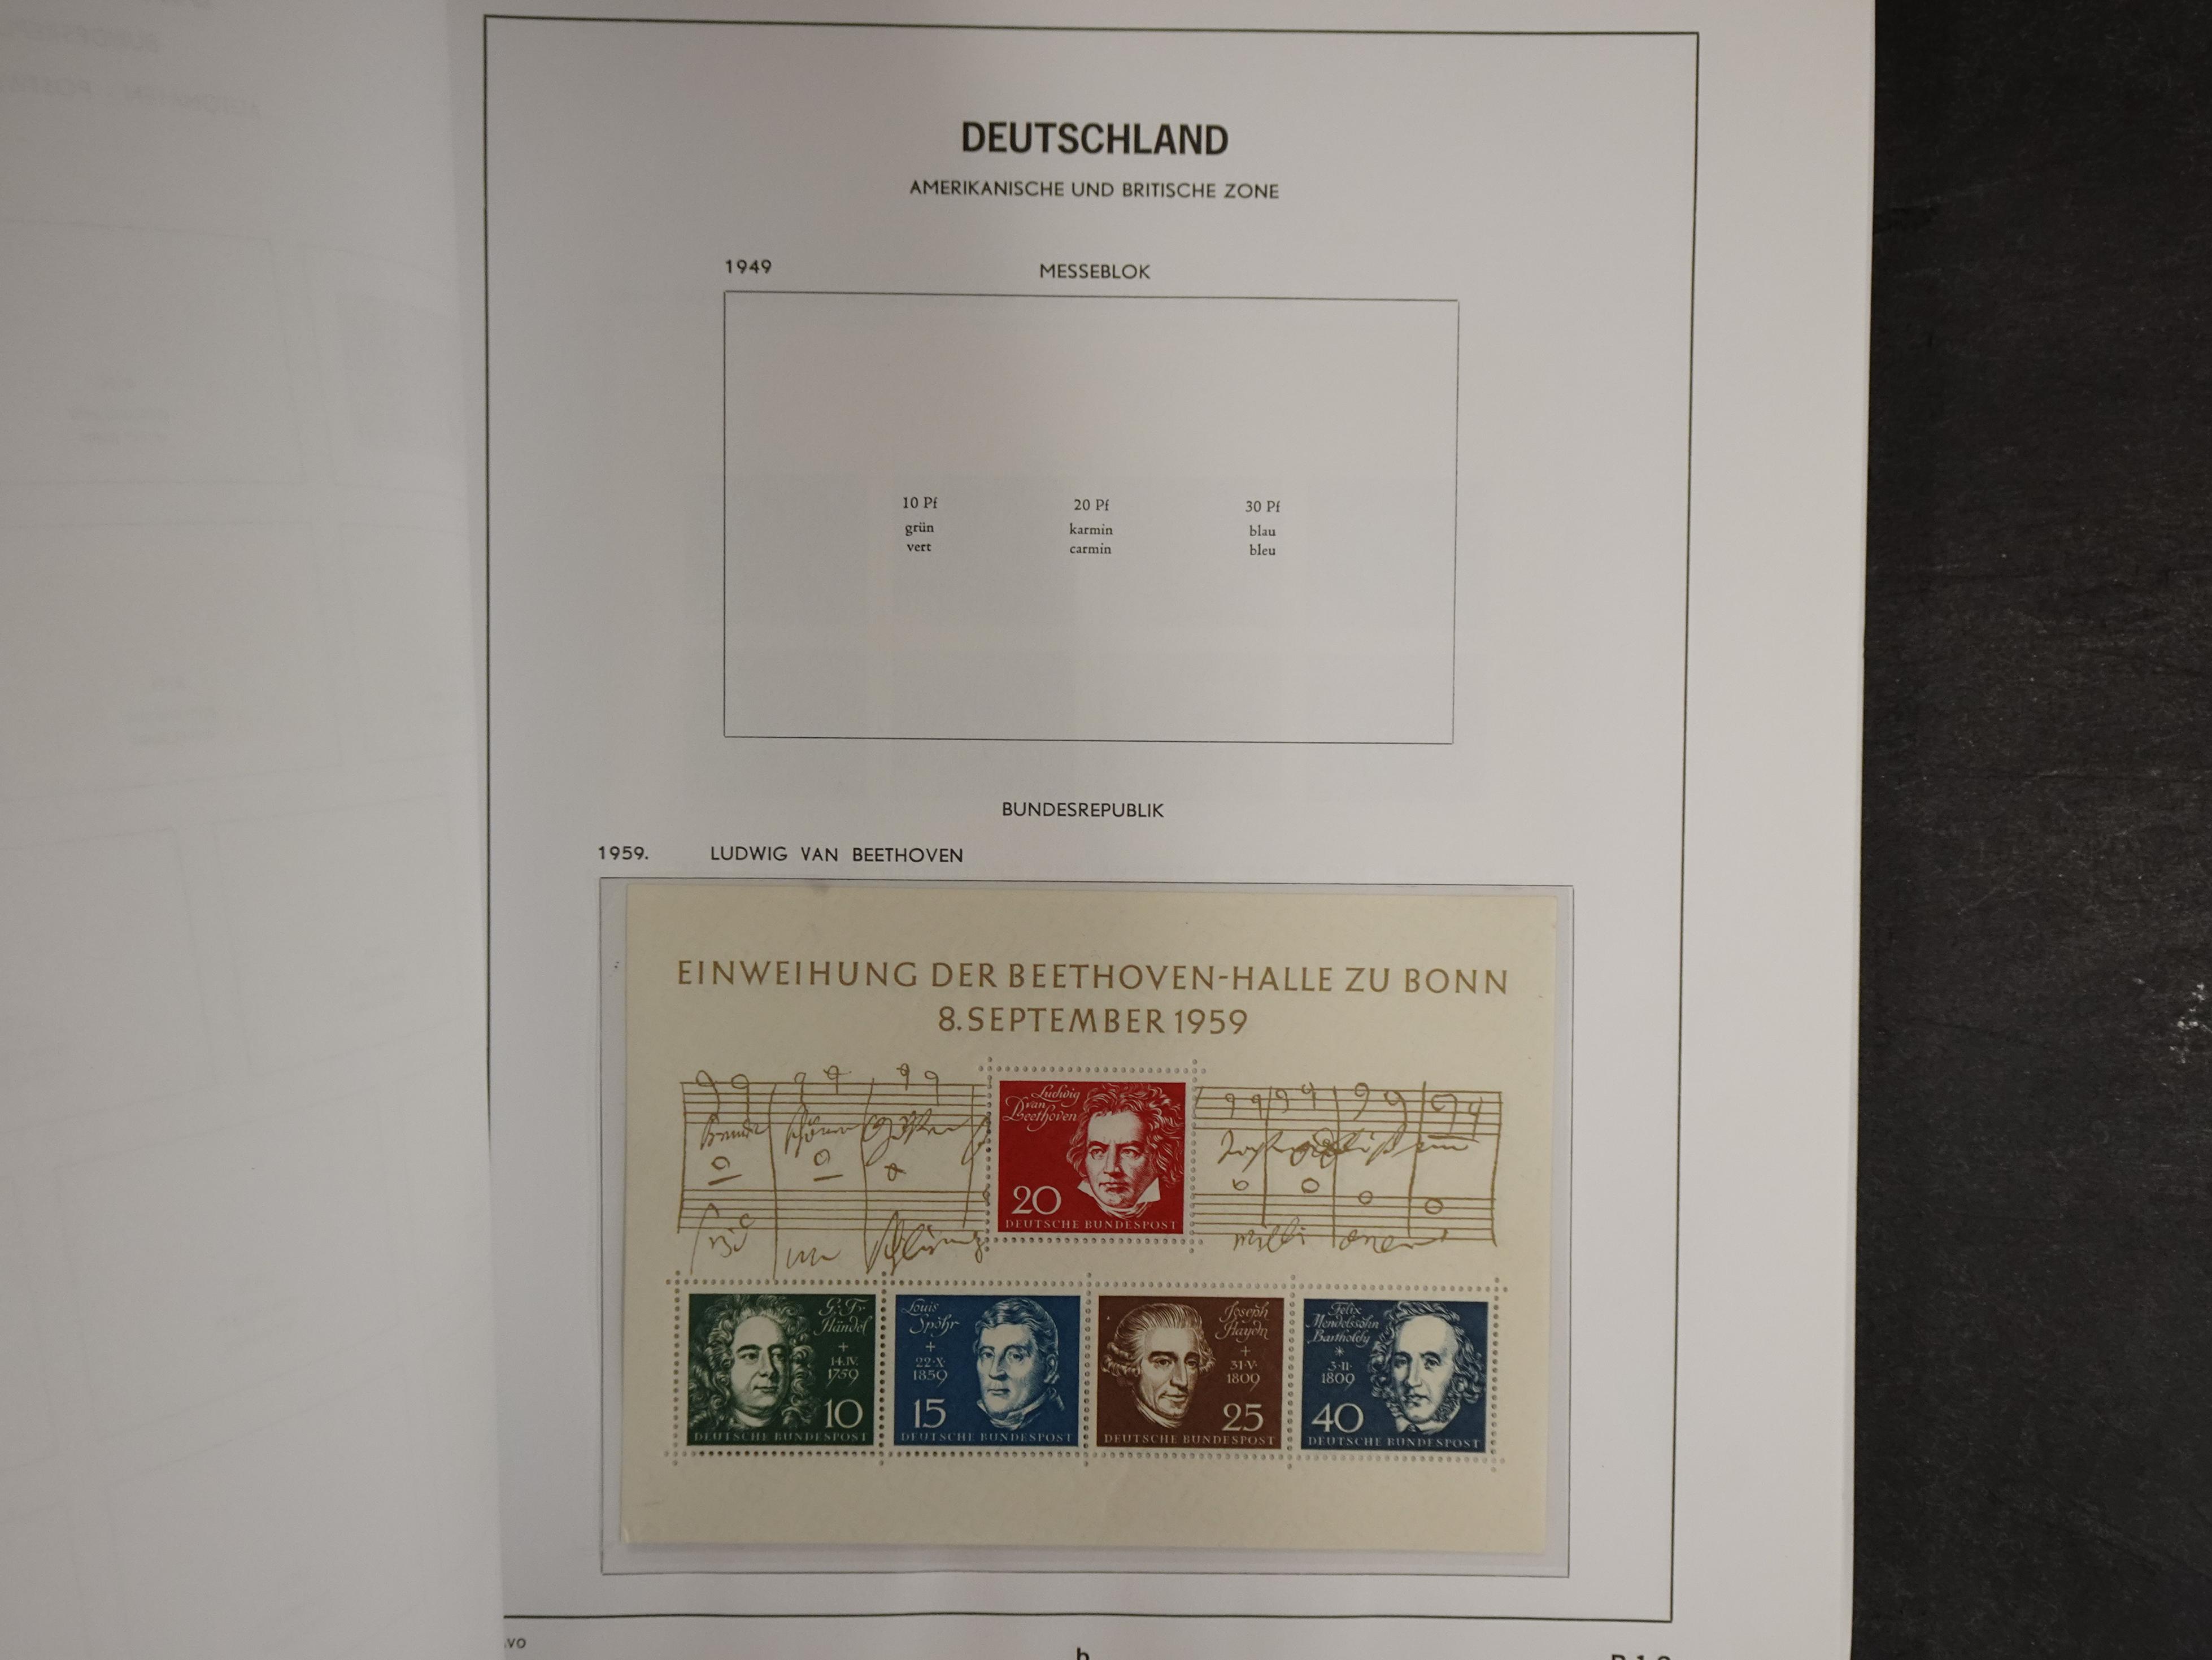 DEUTSCHLAND
AMERIKANISCHE UND BRITISCHE ZONE
1949 MESSEBLOK
10 Pf 20 Pf 30 Pf
grün karmin blau
vert carmin bleu
BUNDESREPUBLIK
1959. LUDWIG VAN BEETHOVEN
EINWEIHUNG DER BEETHOVEN-HALLE ZU BONN
8. SEPTEMBER 1959
Ludwig
van
Beethoven
20
DEUTSCHE BUNDESPOST
G. Fr.
Händel
+
14.IV.
1759
10
DEUTSCHE BUNDESPOST
Louis
Spohr
+
22.X.
1859
15
DEUTSCHE BUNDESPOST
Joseph
Haydn
+
31.V.
1809
25
DEUTSCHE BUNDESPOST
Felix
Mendelssohn
Bartholdy
*
3.II.
1809
40
DEUTSCHE BUNDESPOST
b